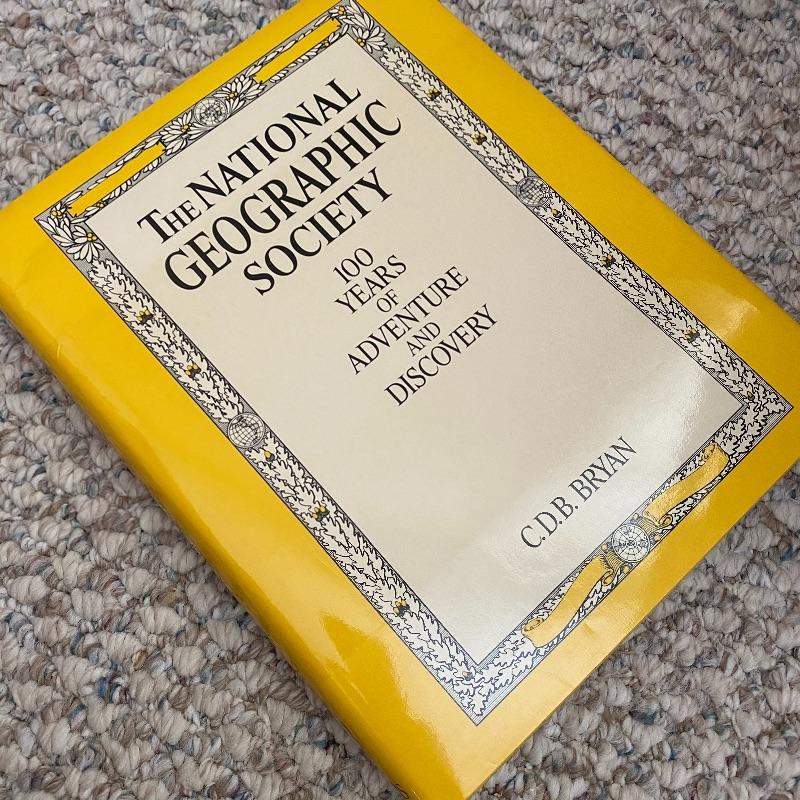 THE NATIONAL
GEOGRAPHIC
SOCIETY
100
YEARS
OF
ADVENTURE
AND
DISCOVERY
C.D.B. BRYAN